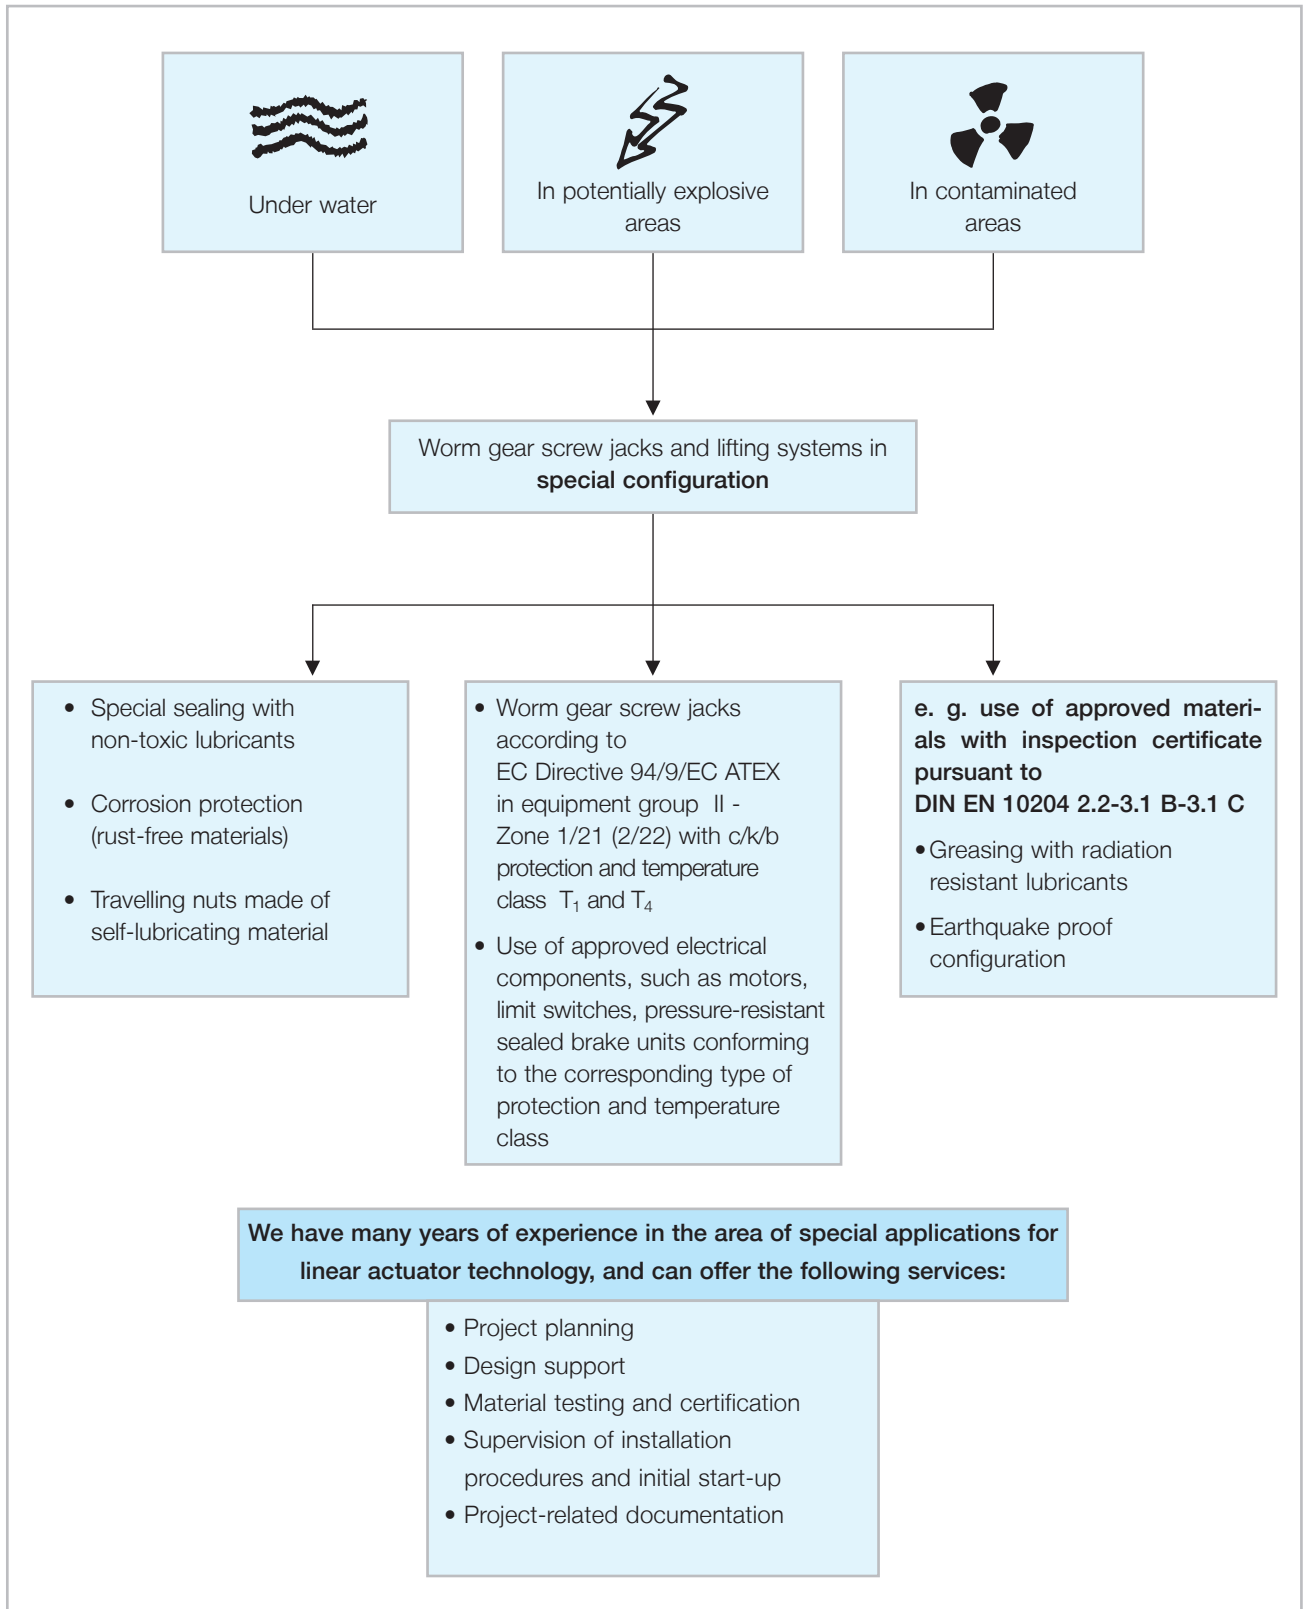 Under water
In potentially explosive
areas
In contaminated
areas
Worm gear screw jacks and lifting systems in
special configuration
• Special sealing with
non-toxic lubricants
• Corrosion protection
(rust-free materials)
• Travelling nuts made of
self-lubricating material
• Worm gear screw jacks
according to
EC Directive 94/9/EC ATEX
in equipment group II -
Zone 1/21 (2/22) with c/k/b
protection and temperature
class T₁ and T₄
• Use of approved electrical
components, such as motors,
limit switches, pressure-resistant
sealed brake units conforming
to the corresponding type of
protection and temperature
class
e. g. use of approved materi-
als with inspection certificate
pursuant to
DIN EN 10204 2.2-3.1 B-3.1 C
• Greasing with radiation
resistant lubricants
• Earthquake proof
configuration
We have many years of experience in the area of special applications for
linear actuator technology, and can offer the following services:
• Project planning
• Design support
• Material testing and certification
• Supervision of installation
procedures and initial start-up
• Project-related documentation